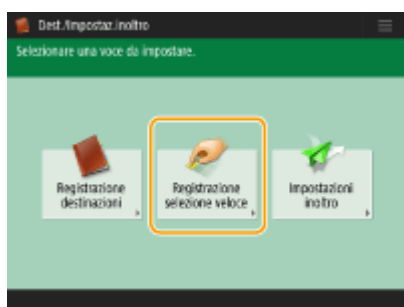 Dest./Impostaz.inoltro
Selezionare una voce da impostare.
Registrazione
destinazioni
Registrazione
selezione veloce
Impostazioni
inoltro